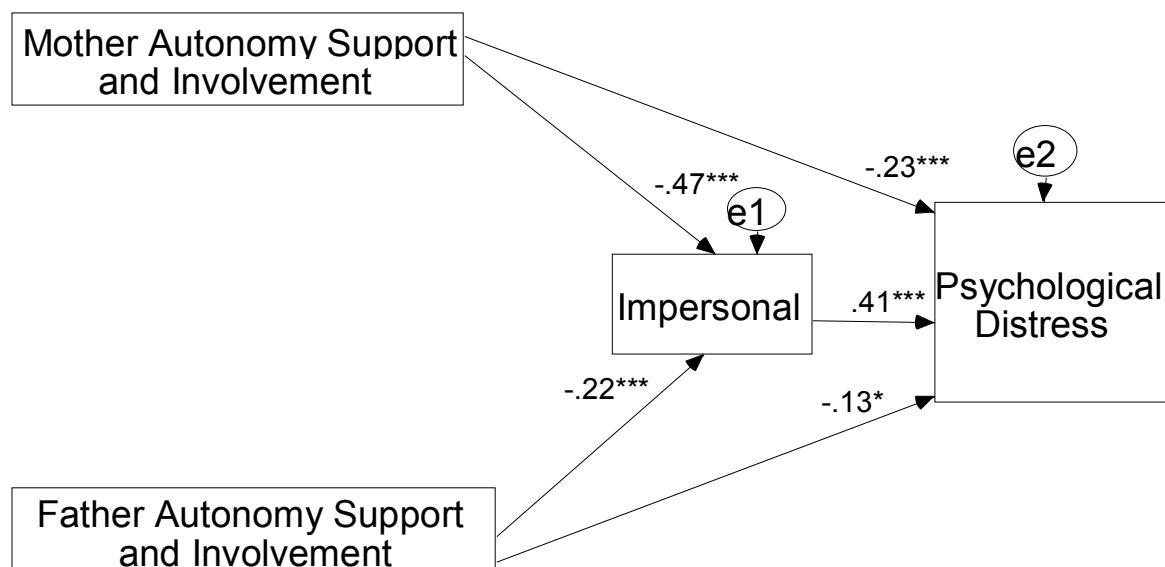 Mother Autonomy Support
and Involvement
e2
-.23***
-.47***
e1
Impersonal
.41***
Psychological
Distress
-.22***
-.13*
Father Autonomy Support
and Involvement